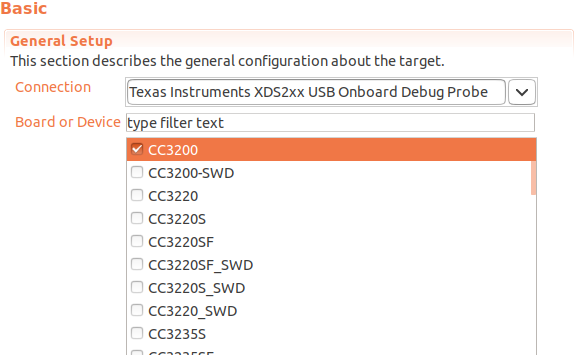 Basic
General Setup
This section describes the general configuration about the target.
Connection Texas Instruments XDS2xx USB Onboard Debug Probe
Board or Device type filter text
CC3200
CC3200-SWD
CC3220
CC3220S
CC3220SF
CC3220SF_SWD
CC3220S_SWD
CC3220_SWD
CC3235S
CC3235SF